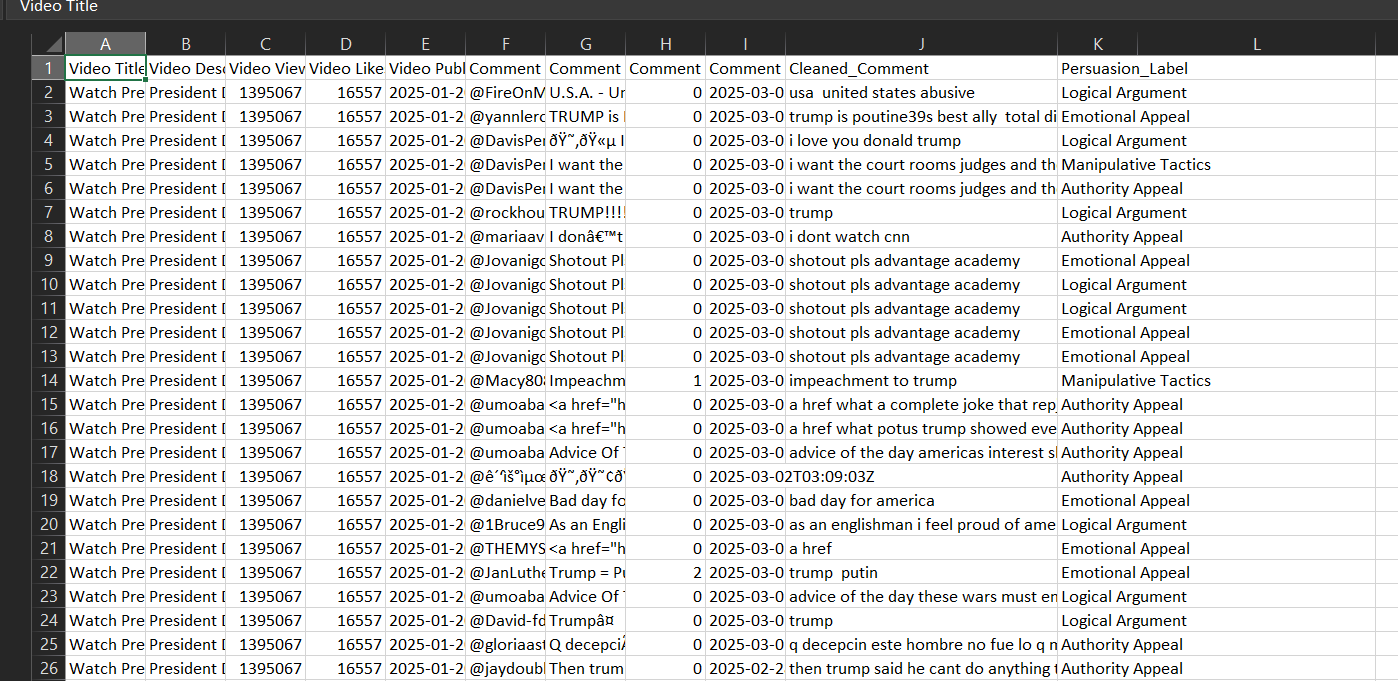 Video Title
A B C D E F G H I J K L
1 Video Title Video Desc Video View Video Like Video Publ Comment Comment Comment Comment Cleaned_Comment Persuasion_Label
2 Watch Pre President D 1395067 16557 2025-01-2 @FireOnM U.S.A. - Un 0 2025-03-0 usa united states abusive Logical Argument
3 Watch Pre President D 1395067 16557 2025-01-2 @yannlero TRUMP is 0 2025-03-0 trump is poutine39s best ally total di Emotional Appeal
4 Watch Pre President D 1395067 16557 2025-01-2 @DavisPer ðŸ˜‚ðŸ«µ I 0 2025-03-0 i love you donald trump Logical Argument
5 Watch Pre President D 1395067 16557 2025-01-2 @DavisPer I want the 0 2025-03-0 i want the court rooms judges and th Manipulative Tactics
6 Watch Pre President D 1395067 16557 2025-01-2 @DavisPer I want the 0 2025-03-0 i want the court rooms judges and th Authority Appeal
7 Watch Pre President D 1395067 16557 2025-01-2 @rockhou TRUMP!!!! 0 2025-03-0 trump Logical Argument
8 Watch Pre President D 1395067 16557 2025-01-2 @mariaav I donâ€™t 0 2025-03-0 i dont watch cnn Authority Appeal
9 Watch Pre President D 1395067 16557 2025-01-2 @Jovanigo Shotout Pl 0 2025-03-0 shotout pls advantage academy Emotional Appeal
10 Watch Pre President D 1395067 16557 2025-01-2 @Jovanigo Shotout Pl 0 2025-03-0 shotout pls advantage academy Logical Argument
11 Watch Pre President D 1395067 16557 2025-01-2 @Jovanigo Shotout Pl 0 2025-03-0 shotout pls advantage academy Logical Argument
12 Watch Pre President D 1395067 16557 2025-01-2 @Jovanigo Shotout Pl 0 2025-03-0 shotout pls advantage academy Emotional Appeal
13 Watch Pre President D 1395067 16557 2025-01-2 @Jovanigo Shotout Pl 0 2025-03-0 shotout pls advantage academy Emotional Appeal
14 Watch Pre President D 1395067 16557 2025-01-2 @Macy808 Impeachm 1 2025-03-0 impeachment to trump Manipulative Tactics
15 Watch Pre President D 1395067 16557 2025-01-2 @umoaba <a href="h 0 2025-03-0 a href what a complete joke that rep Authority Appeal
16 Watch Pre President D 1395067 16557 2025-01-2 @umoaba <a href="h 0 2025-03-0 a href what potus trump showed eve Authority Appeal
17 Watch Pre President D 1395067 16557 2025-01-2 @umoaba Advice Of T 0 2025-03-0 advice of the day americas interest sh Authority Appeal
18 Watch Pre President D 1395067 16557 2025-01-2 0 2025-03-02T03:09:03Z Authority Appeal
19 Watch Pre President D 1395067 16557 2025-01-2 @danielve Bad day fo 0 2025-03-0 bad day for america Emotional Appeal
20 Watch Pre President D 1395067 16557 2025-01-2 @1Bruce9 As an Engli 0 2025-03-0 as an englishman i feel proud of ame Logical Argument
21 Watch Pre President D 1395067 16557 2025-01-2 @THEMYS <a href="h 0 2025-03-0 a href Emotional Appeal
22 Watch Pre President D 1395067 16557 2025-01-2 @JanLuthe Trump = Pu 2 2025-03-0 trump putin Emotional Appeal
23 Watch Pre President D 1395067 16557 2025-01-2 @umoaba Advice Of T 0 2025-03-0 advice of the day these wars must en Logical Argument
24 Watch Pre President D 1395067 16557 2025-01-2 @David-fd Trumpâ¤ 0 2025-03-0 trump Logical Argument
25 Watch Pre President D 1395067 16557 2025-01-2 @gloriaast Q decepciÃ 0 2025-03-0 q decepcin este hombre no fue lo q n Authority Appeal
26 Watch Pre President D 1395067 16557 2025-01-2 @jaydoubl Then trum 0 2025-02-2 then trump said he cant do anything t Authority Appeal